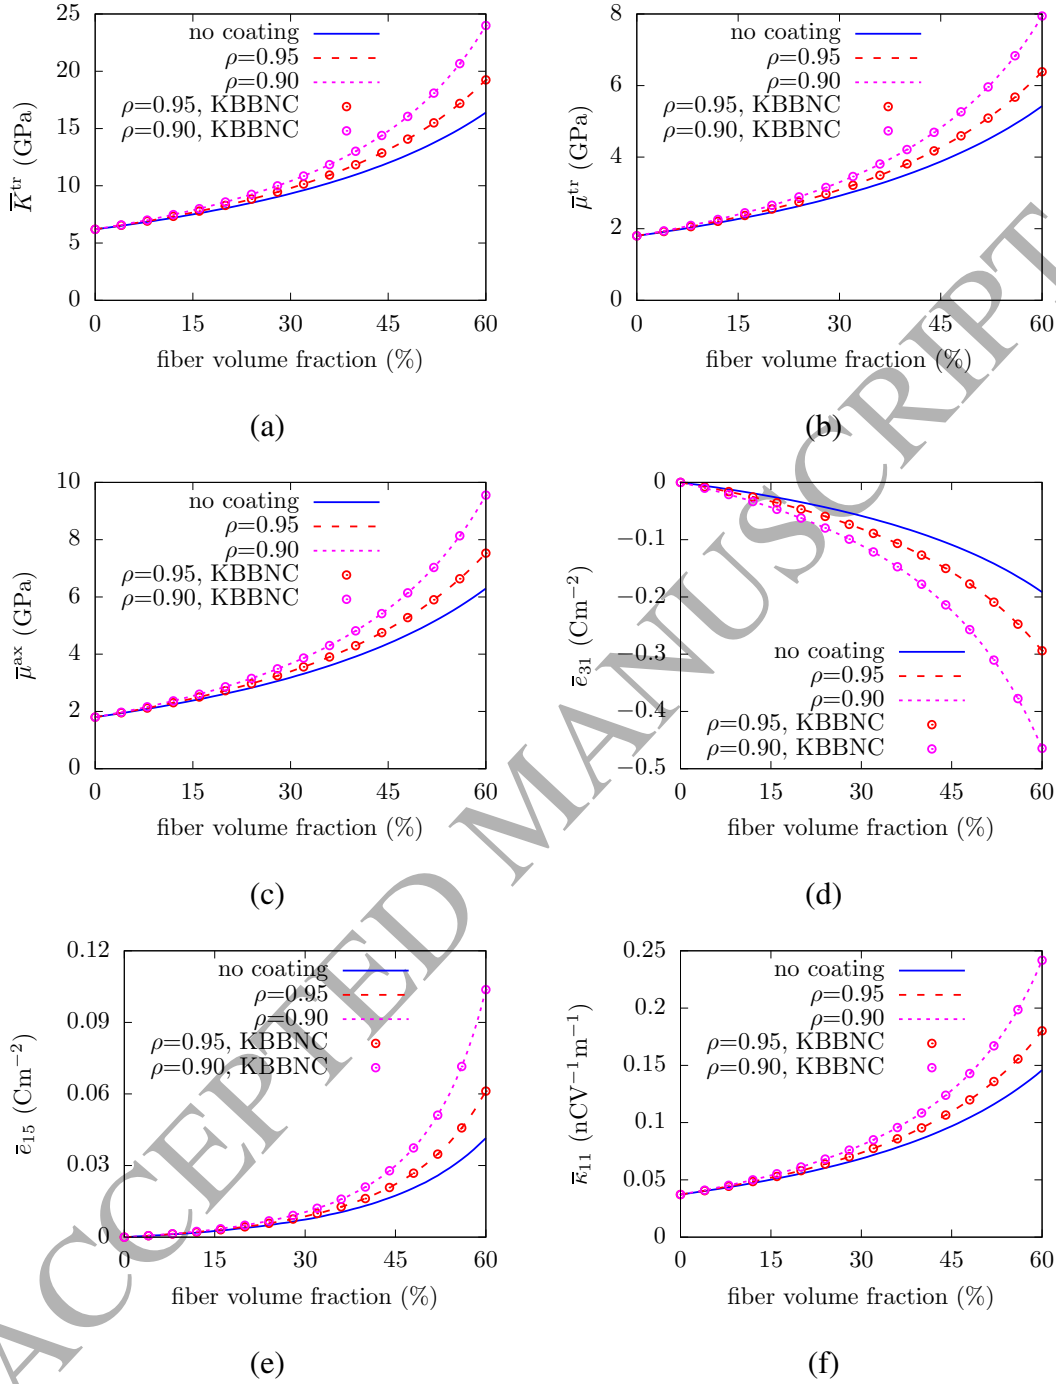 25
20
15
10
5
0
K̅ᵗʳ (GPa)
no coating
ρ=0.95
ρ=0.90
ρ=0.95, KBBNC
ρ=0.90, KBBNC
0 15 30 45 60
fiber volume fraction (%)
(a)
8
6
4
2
0
μ̅ᵗʳ (GPa)
no coating
ρ=0.95
ρ=0.90
ρ=0.95, KBBNC
ρ=0.90, KBBNC
0 15 30 45 60
fiber volume fraction (%)
(b)
10
8
6
4
2
0
μ̅ᵃˣ (GPa)
no coating
ρ=0.95
ρ=0.90
ρ=0.95, KBBNC
ρ=0.90, KBBNC
0 15 30 45 60
fiber volume fraction (%)
(c)
0
−0.1
−0.2
−0.3
−0.4
−0.5
e̅₃₁ (Cm⁻²)
no coating
ρ=0.95
ρ=0.90
ρ=0.95, KBBNC
ρ=0.90, KBBNC
0 15 30 45 60
fiber volume fraction (%)
(d)
0.12
0.09
0.06
0.03
0
e̅₁₅ (Cm⁻²)
no coating
ρ=0.95
ρ=0.90
ρ=0.95, KBBNC
ρ=0.90, KBBNC
0 15 30 45 60
fiber volume fraction (%)
(e)
0.25
0.2
0.15
0.1
0.05
0
κ̅₁₁ (nCV⁻¹m⁻¹)
no coating
ρ=0.95
ρ=0.90
ρ=0.95, KBBNC
ρ=0.90, KBBNC
0 15 30 45 60
fiber volume fraction (%)
(f)
ACCEPTED MANUSCRIPT